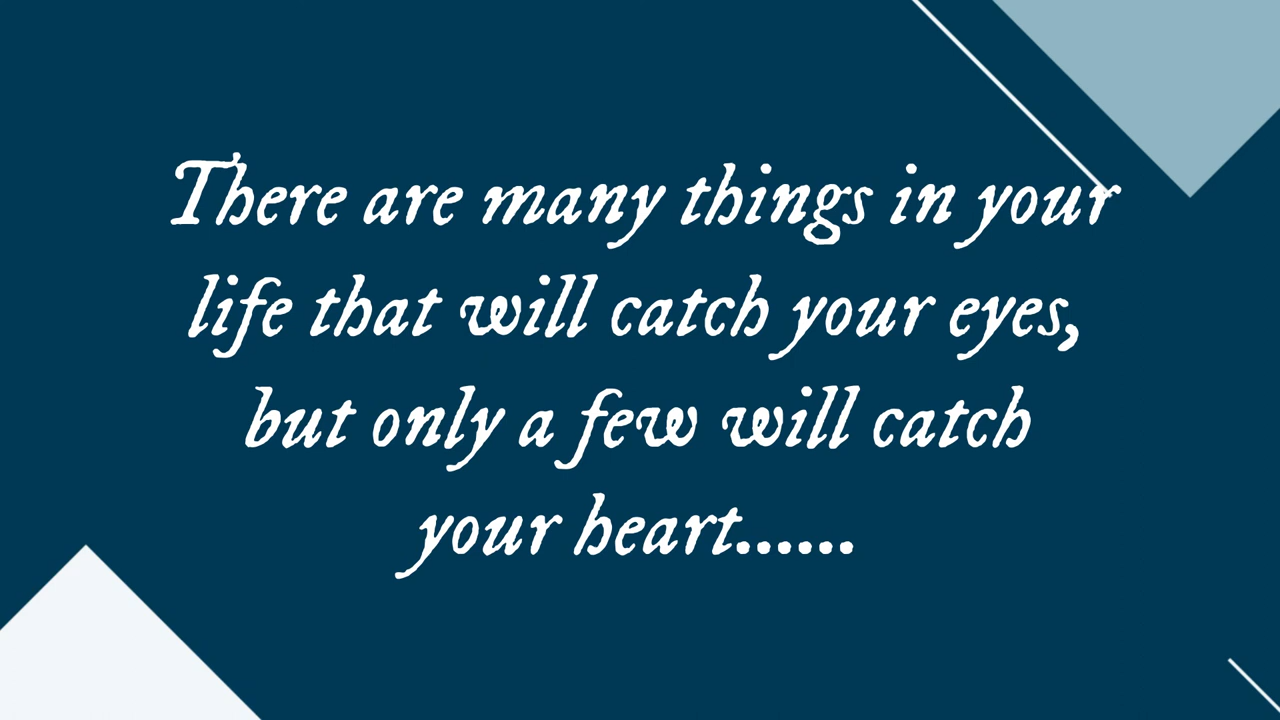 There are many things in your
life that will catch your eyes,
but only a few will catch
your heart......